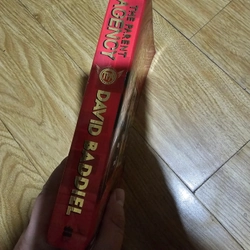 THE PARENT
AGENCY
DAVID BADDIEL